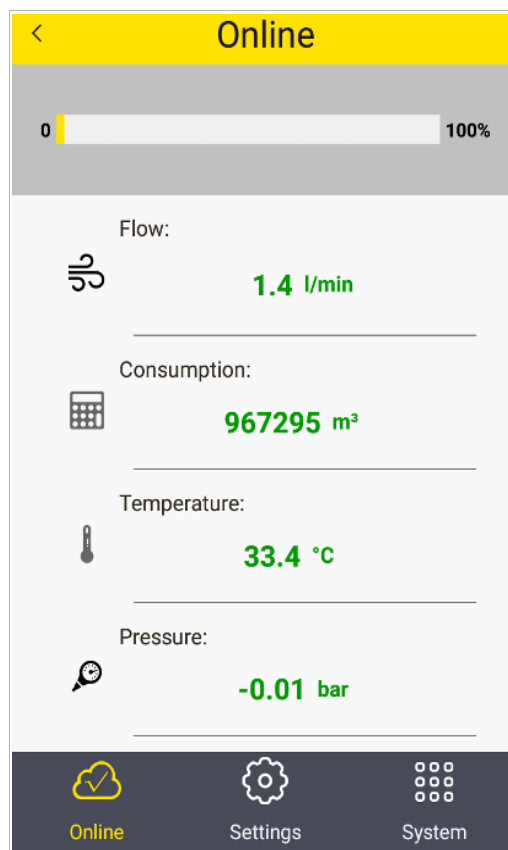 Online
0 100%
Flow:
1.4 l/min
Consumption:
967295 m³
Temperature:
33.4 °C
Pressure:
-0.01 bar
Online Settings System